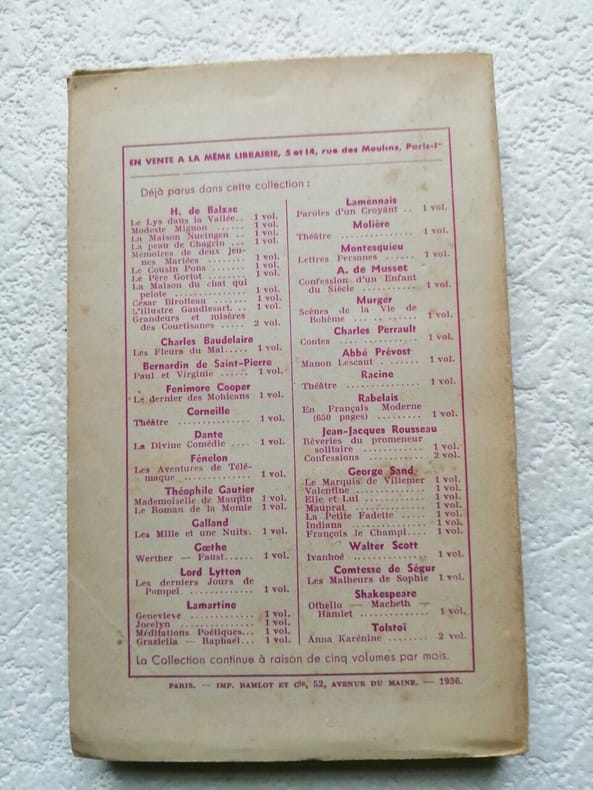 EN VENTE A LA MÊME LIBRAIRIE, 5 et 14, rue des Moulins, Paris-1er
Déjà parus dans cette collection :
H. de Balzac
Le Lys dans la Vallée.. 1 vol.
Modeste Mignon ...... 1 vol.
La Maison Nucingen .. 1 vol.
La peau de Chagrin ... 1 vol.
Mémoires de deux jeu-
nes Mariées ........ 1 vol.
Le Cousin Pons ...... 1 vol.
Le Père Goriot ........ 1 vol.
La Maison du chat qui
pelote .............. 1 vol.
César Birotteau ....... 1 vol.
L'illustre Gaudissart. .. 1 vol.
Grandeurs et misères
des Courtisanes ..... 2 vol.
Charles Baudelaire
Les Fleurs du Mal..... 1 vol.
Bernardin de Saint-Pierre
Paul et Virginie ...... 1 vol.
Fenimore Cooper
Le dernier des Mohicans 1 vol.
Corneille
Théâtre .............. 1 vol.
Dante
La Divine Comédie .... 1 vol.
Fénelon
Les Aventures de Télé-
maque .............. 1 vol.
Théophile Gautier
Mademoiselle de Maupin 1 vol.
Le Roman de la Momie 1 vol.
Galland
Les Mille et une Nuits. 1 vol.
Gœthe
Werther — Faust...... 1 vol.
Lord Lytton
Les derniers Jours de
Pompei ............. 1 vol.
Lamartine
Geneviève ............ 1 vol.
Jocelyn .............. 1 vol.
Méditations Poétiques... 1 vol.
Graziella — Raphaël... 1 vol.
Lamennais
Paroles d'un Croyant .. 1 vol.
Molière
Théâtre .............. 1 vol.
Montesquieu
Lettres Persanes ...... 1 vol.
A. de Musset
Confession d'un Enfant
du Siècle ........... 1 vol.
Murger
Scènes de la Vie de
Bohême ............ 1 vol.
Charles Perrault
Contes ............... 1 vol.
Abbé Prévost
Manon Lescaut ....... 1 vol.
Racine
Théâtre .............. 1 vol.
Rabelais
En Français Moderne
(650 pages) ......... 1 vol.
Jean-Jacques Rousseau
Rêveries du promeneur
solitaire ............ 1 vol.
Confessions ........... 2 vol.
George Sand
Le Marquis de Villemer 1 vol.
Valentine ............. 1 vol.
Elle et Lui ........... 1 vol.
Mauprat .............. 1 vol.
La Petite Fadette ..... 1 vol.
Indiana .............. 1 vol.
François le Champi.... 1 vol.
Walter Scott
Ivanhoé .............. 1 vol.
Comtesse de Ségur
Les Malheurs de Sophie 1 vol.
Shakespeare
Othello — Macbeth —
Hamlet ............. 1 vol.
Tolstoï
Anna Karénine ........ 2 vol.
La Collection continue à raison de cinq volumes par mois.
PARIS. — IMP. RAMLOT ET Cie, 52, AVENUE DU MAINE. — 1936.